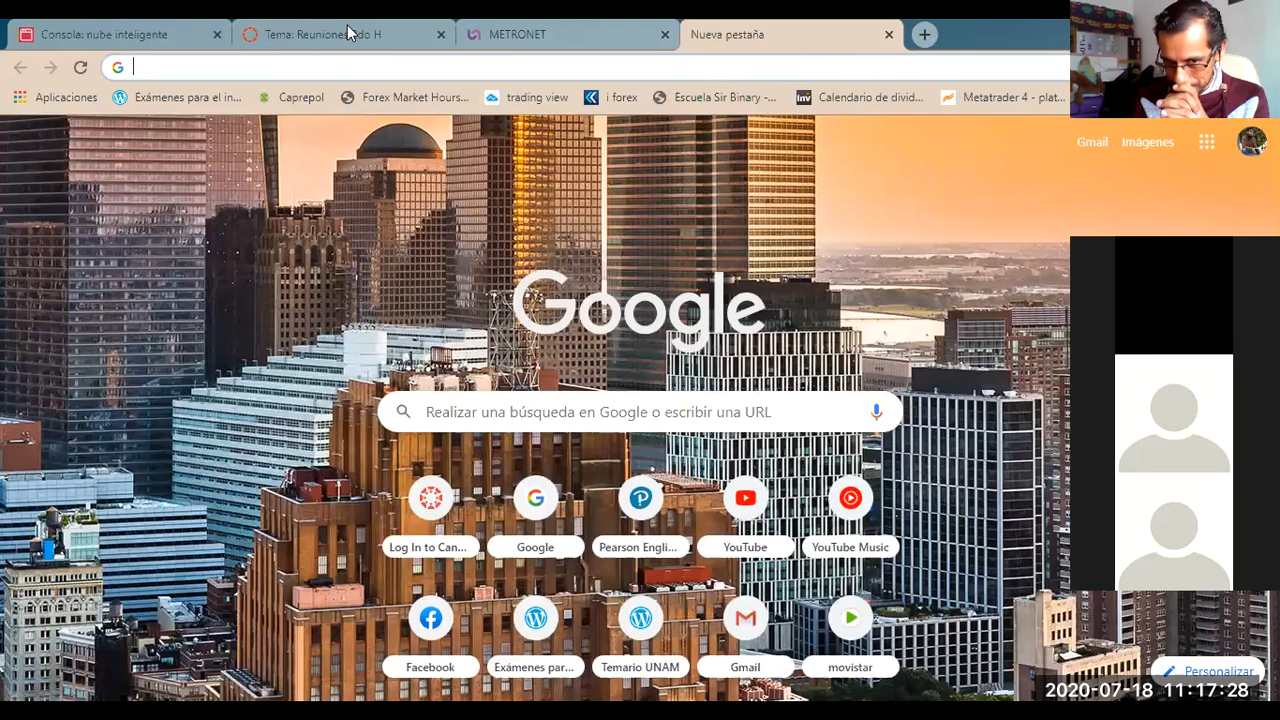 Consola: nube inteligente
Tema: Reuniones do H
METRONET
Nueva pestaña
Aplicaciones
Exámenes para el in...
Caprepol
Forex Market Hours...
trading view
i forex
Escuela Sir Binary -...
Inv
Calendario de divid...
Metatrader 4 - plat...
Gmail
Imágenes
Google
Realizar una búsqueda en Google o escribir una URL
Log In to Can...
Google
Pearson Engli...
YouTube
YouTube Music
Facebook
Exámenes par...
Temario UNAM
Gmail
movistar
Personalizar
2020-07-18 11:17:28